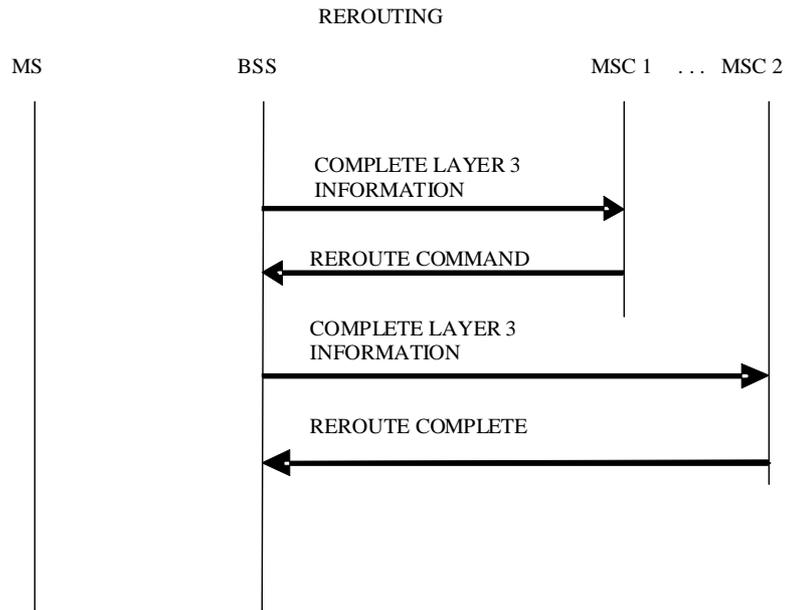 REROUTING
MS BSS MSC 1 . . . MSC 2
COMPLETE LAYER 3
INFORMATION
REROUTE COMMAND
COMPLETE LAYER 3
INFORMATION
REROUTE COMPLETE